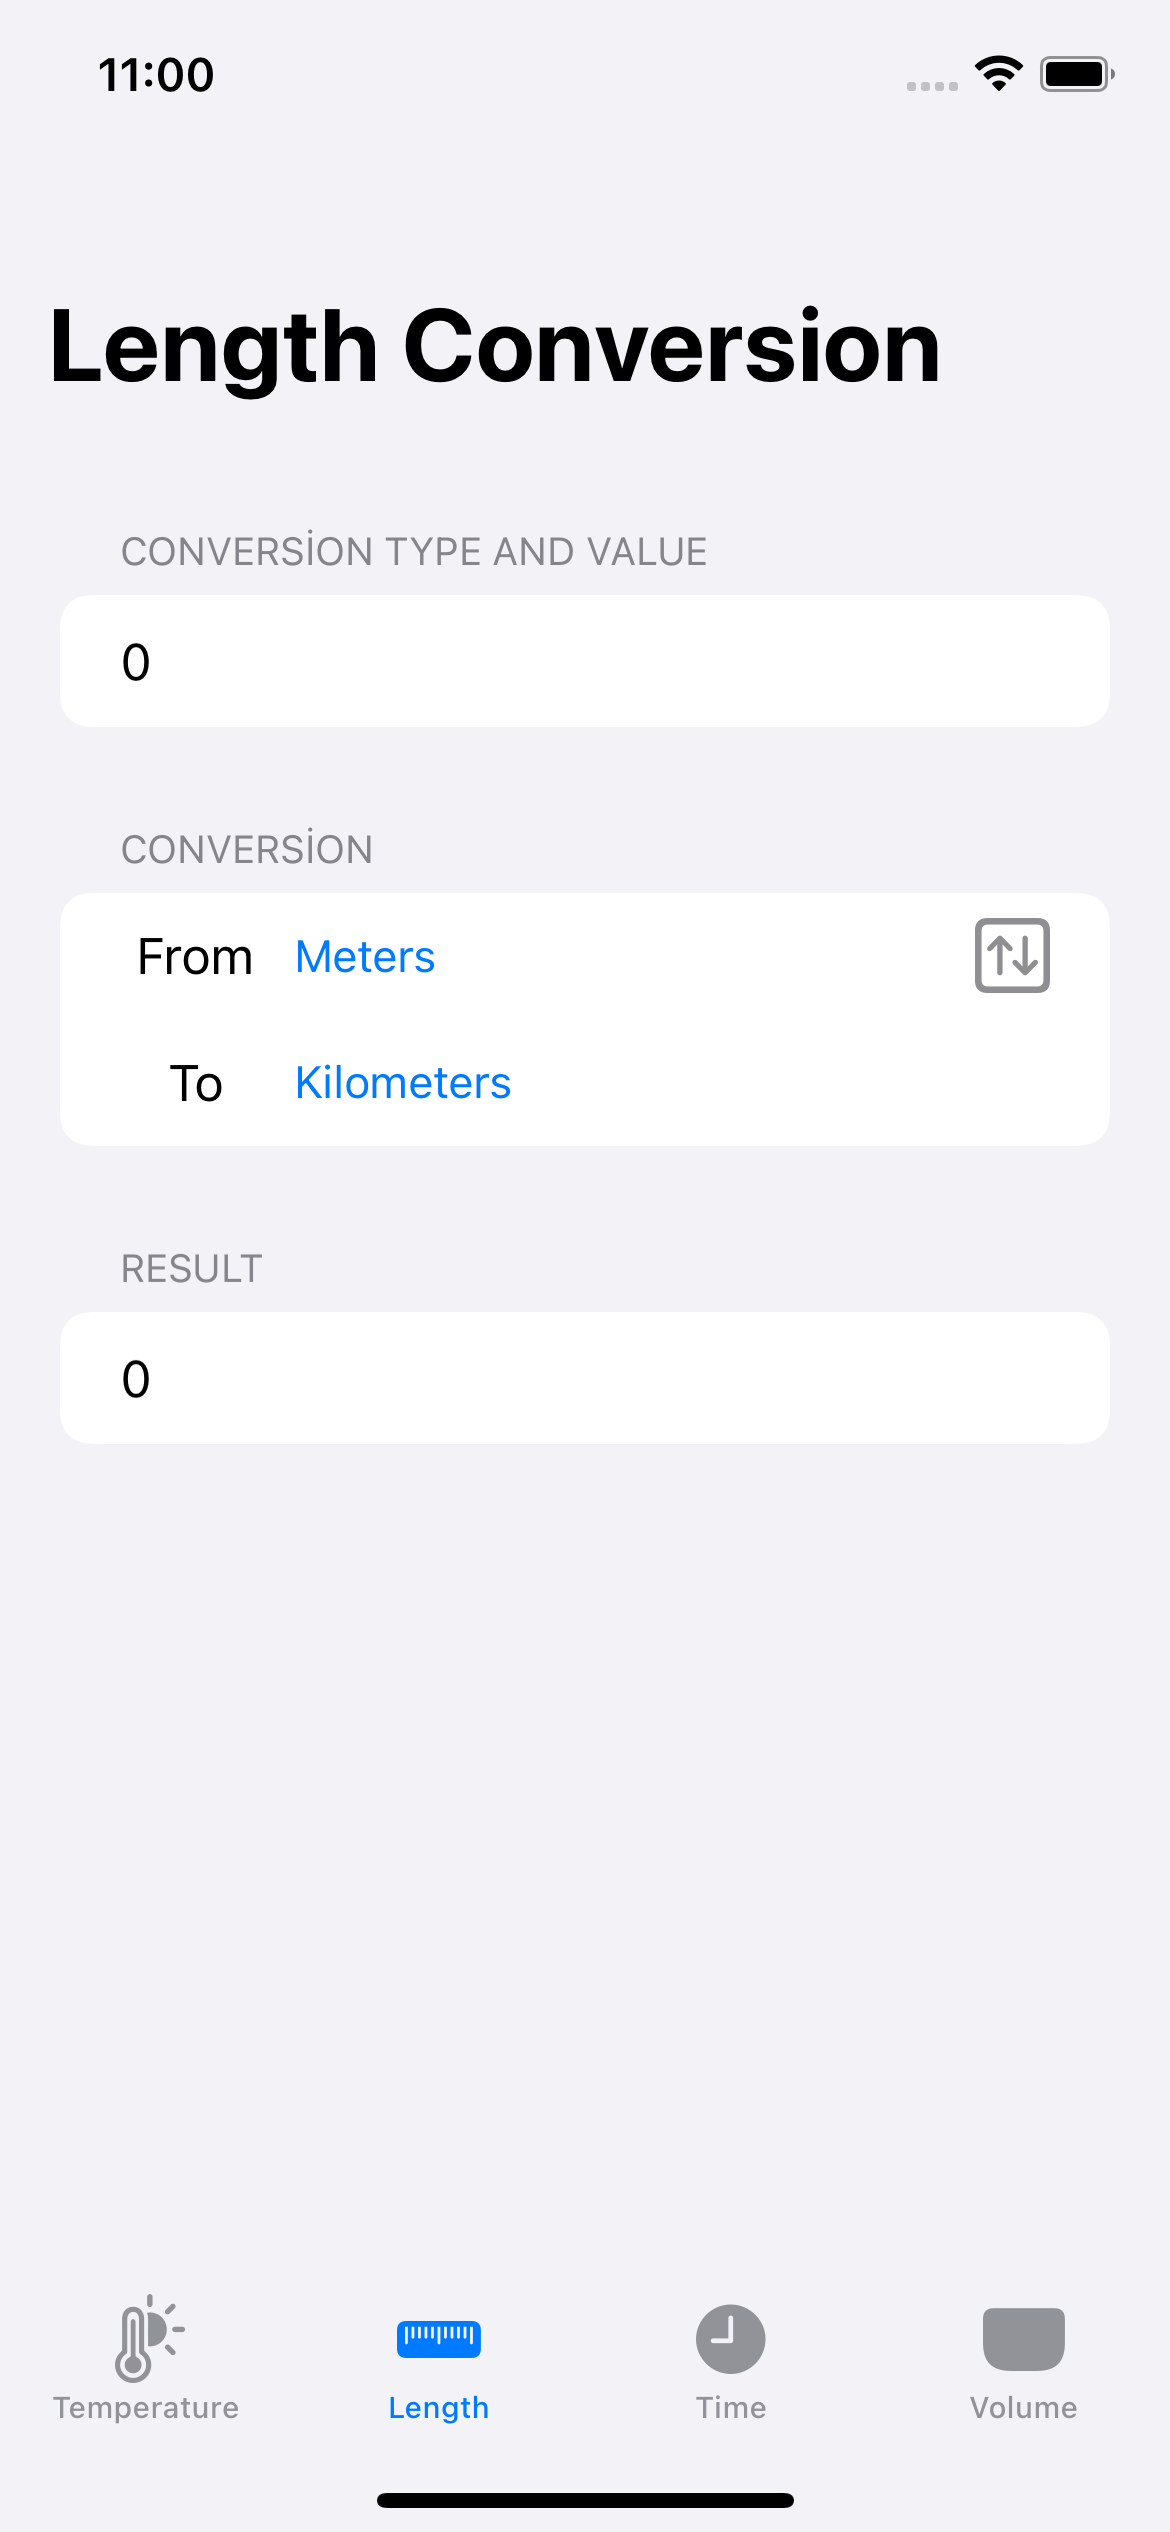 11:00
Length Conversion
CONVERSİON TYPE AND VALUE
0
CONVERSİON
From Meters
To Kilometers
RESULT
0
Temperature Length Time Volume